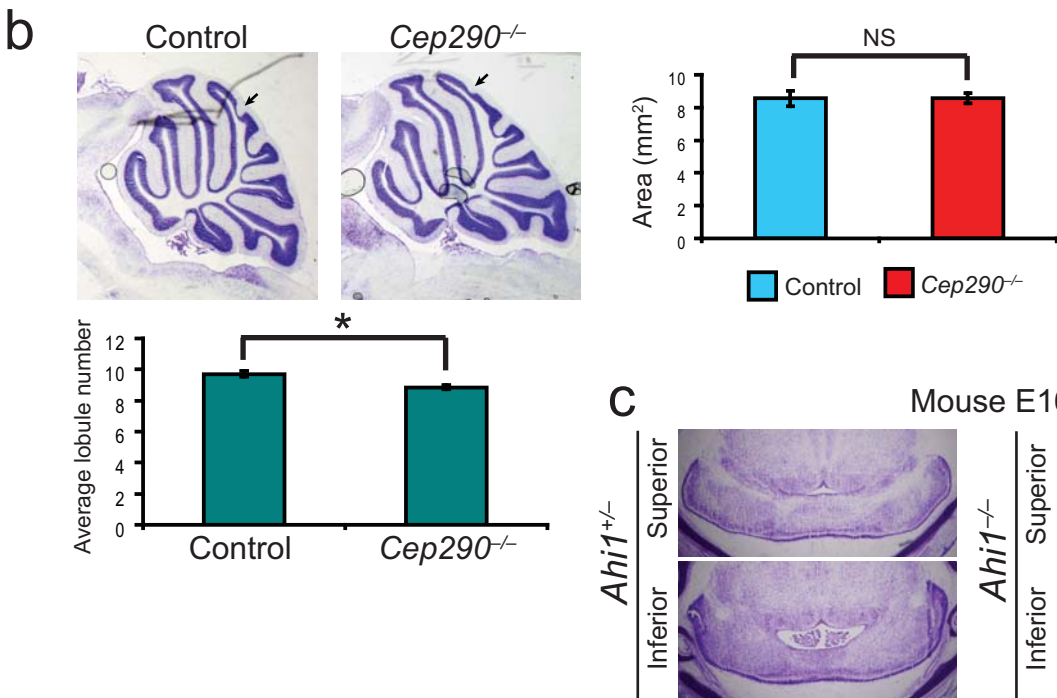 b
Control
Cep290–/–
NS
Area (mm2)
10
8
6
4
2
0
Control
Cep290–/–
*
Average lobule number
12
10
8
6
4
2
0
Control
Cep290–/–
c
Mouse
Ahi1+/–
Superior
Inferior
Ahi1–/–
Superior
Inferior